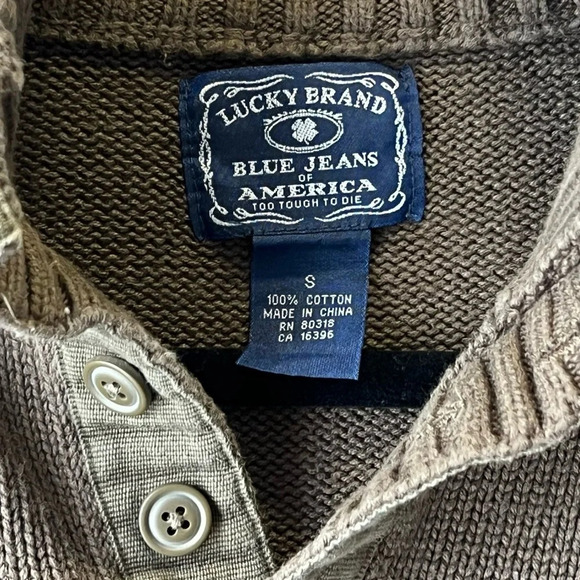 LUCKY BRAND
BLUE JEANS
OF
AMERICA
TOO TOUGH TO DIE
S
100% COTTON
MADE IN CHINA
RN 80318
CA 16396